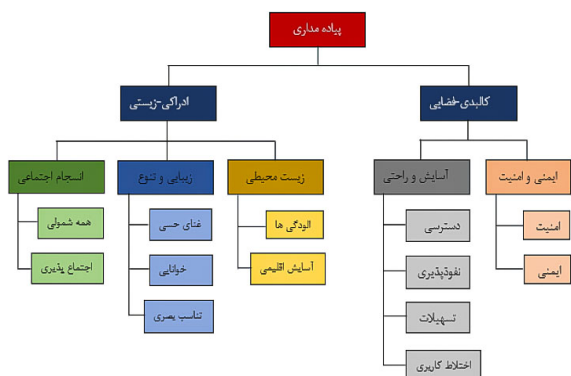 پیاده مداری
کالبدی-فضایی
ادراکی-زیستی
ایمنی و امنیت
آسایش و راحتی
زیست محیطی
زیبایی و تنوع
انسجام اجتماعی
امنیت
ایمنی
دسترسی
نفوذپذیری
تسهیلات
اختلاط کاربری
الودگی ها
آسایش اقلیمی
غنای حسی
خوانایی
تناسب بصری
همه شمولی
اجتماع پذیری